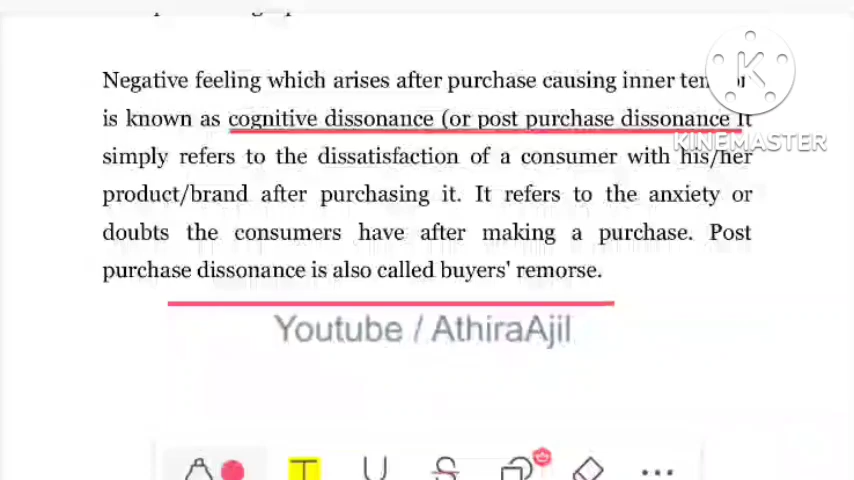 Negative feeling which arises after purchase causing inner
is known as cognitive dissonance (or post purchase dissonance It
KINEMASTER
simply refers to the dissatisfaction of a consumer with his/her
product/brand after purchasing it. It refers to the anxiety or
doubts the consumers have after making a purchase. Post
purchase dissonance is also called buyers' remorse.
Youtube / AthiraAjil